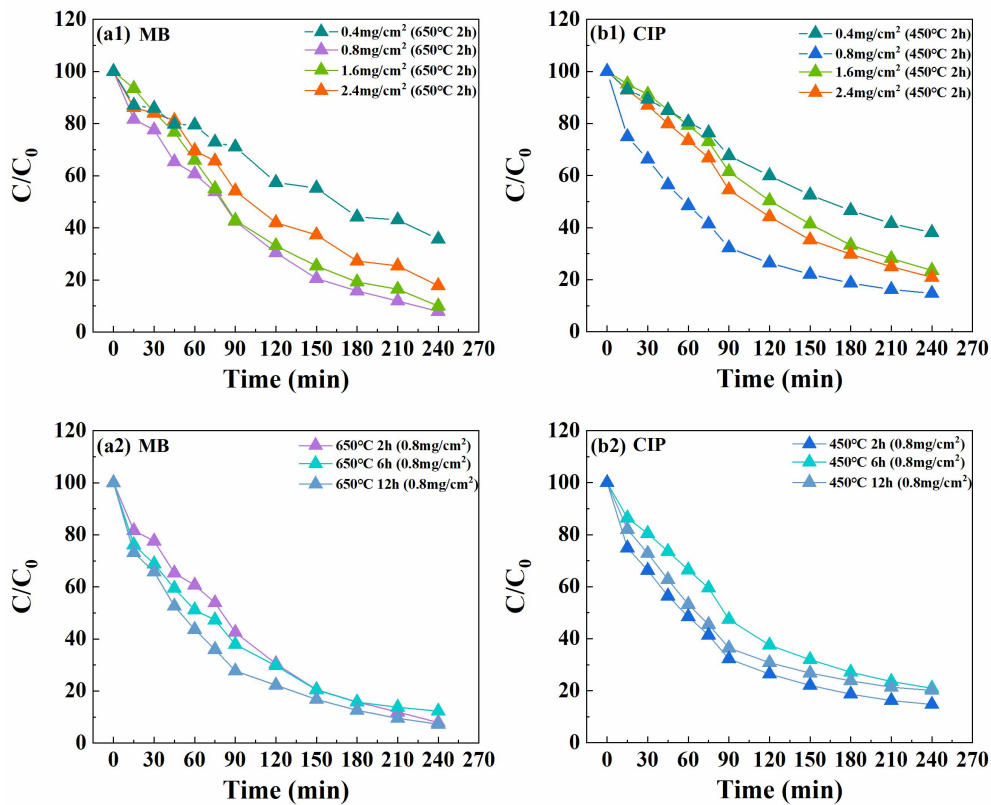 (a1) MB
0.4mg/cm² (650℃ 2h)
0.8mg/cm² (650℃ 2h)
1.6mg/cm² (650℃ 2h)
2.4mg/cm² (650℃ 2h)
120
100
80
60
40
20
0
C/C₀
0 30 60 90 120 150 180 210 240 270
Time (min)
(b1) CIP
0.4mg/cm² (450℃ 2h)
0.8mg/cm² (450℃ 2h)
1.6mg/cm² (450℃ 2h)
2.4mg/cm² (450℃ 2h)
120
100
80
60
40
20
0
C/C₀
0 30 60 90 120 150 180 210 240 270
Time (min)
(a2) MB
650℃ 2h (0.8mg/cm²)
650℃ 6h (0.8mg/cm²)
650℃ 12h (0.8mg/cm²)
120
100
80
60
40
20
0
C/C₀
0 30 60 90 120 150 180 210 240 270
Time (min)
(b2) CIP
450℃ 2h (0.8mg/cm²)
450℃ 6h (0.8mg/cm²)
450℃ 12h (0.8mg/cm²)
120
100
80
60
40
20
0
C/C₀
0 30 60 90 120 150 180 210 240 270
Time (min)